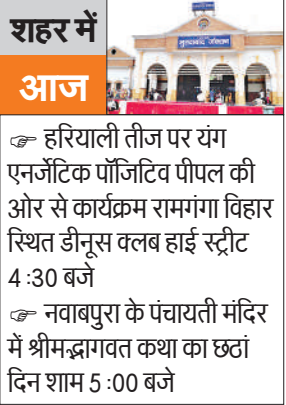 शहर में
आज
मुरादाबाद जंक्शन
☞ हरियाली तीज पर यंग
एनर्जेटिक पॉजिटिव पीपल की
ओर से कार्यक्रम रामगंगा विहार
स्थित डीनूस क्लब हाई स्ट्रीट
4 :30 बजे
☞ नवाबपुरा के पंचायती मंदिर
में श्रीमद्भागवत कथा का छठां
दिन शाम 5 :00 बजे